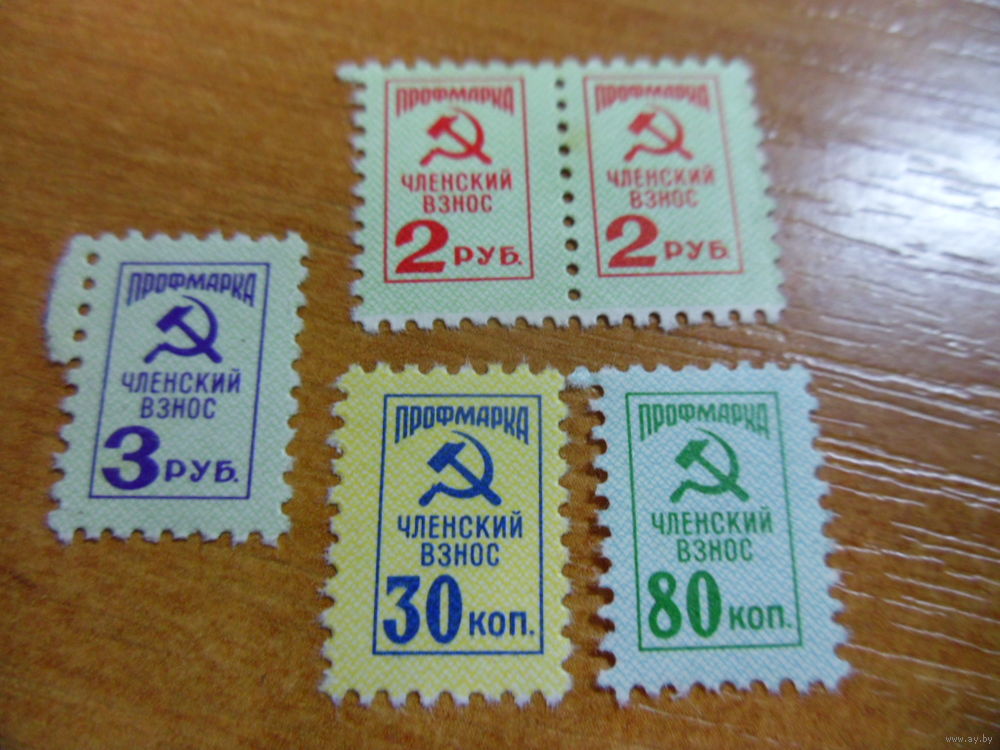 ПРОФМАРКА
ЧЛЕНСКИЙ
ВЗНОС
2 РУБ.
ПРОФМАРКА
ЧЛЕНСКИЙ
ВЗНОС
2 РУБ.
ПРОФМАРКА
ЧЛЕНСКИЙ
ВЗНОС
3 РУБ.
ПРОФМАРКА
ЧЛЕНСКИЙ
ВЗНОС
30 КОП.
ПРОФМАРКА
ЧЛЕНСКИЙ
ВЗНОС
80 КОП.
www.ay.by